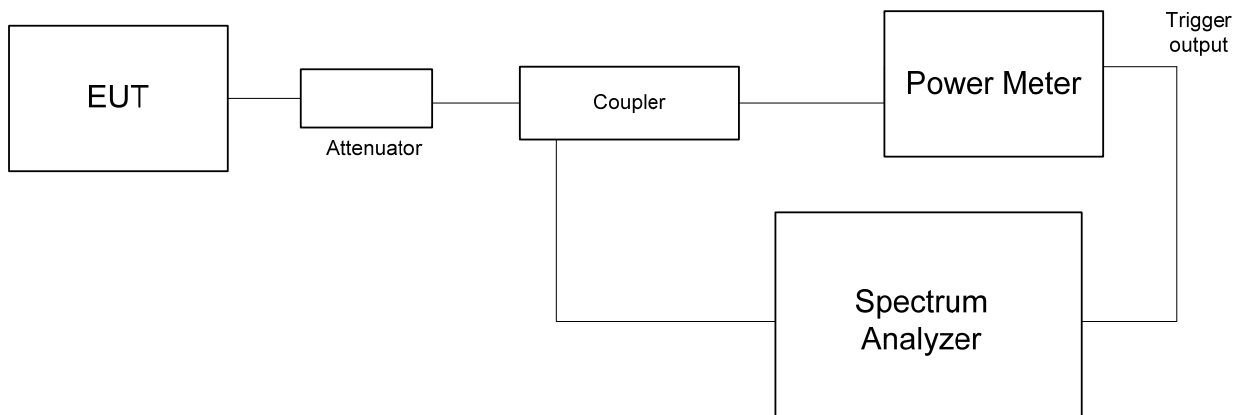 EUT
Attenuator
Coupler
Power Meter
Trigger
output
Spectrum
Analyzer